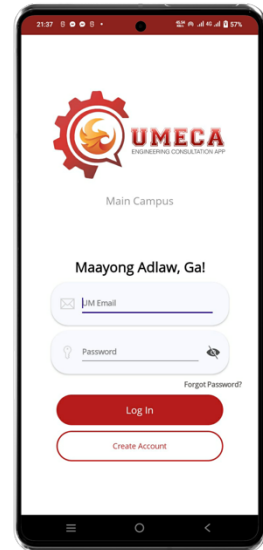 21:37
57%
UMECA
ENGINEERING CONSULTATION APP
Main Campus
Maayong Adlaw, Ga!
UM Email
Password
Forgot Password?
Log In
Create Account